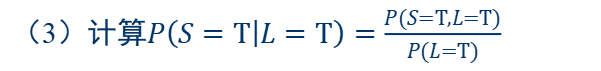 （3）计算P(S = T|L = T) = P(S=T,L=T)/P(L=T)